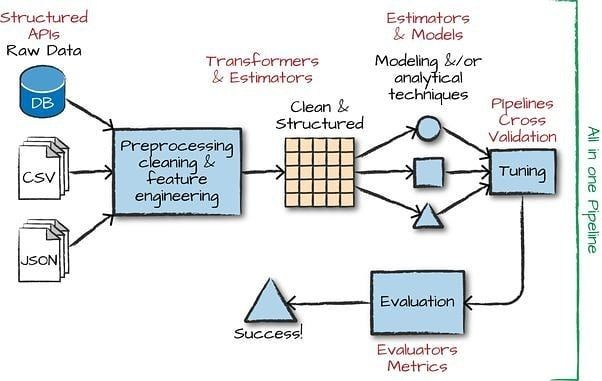 Structured
APIs
Raw Data
DB
CSV
JSON
Preprocessing
cleaning &
feature
engineering
Transformers
& Estimators
Clean &
Structured
Estimators
& Models
Modeling &/or
analytical
techniques
Pipelines
Cross
Validation
Tuning
All in one Pipeline
Evaluation
Evaluators
Metrics
Success!